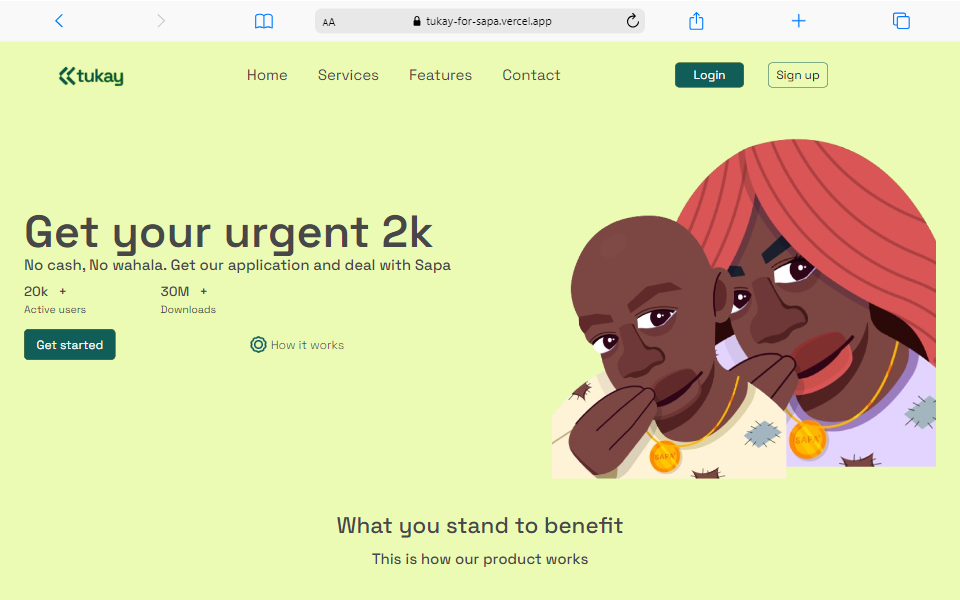 AA tukay-for-sapa.vercel.app
tukay
Home Services Features Contact
Login Sign up
Get your urgent 2k
No cash, No wahala. Get our application and deal with Sapa
20k + 30M +
Active users Downloads
Get started How it works
SAPA SAPA
What you stand to benefit
This is how our product works